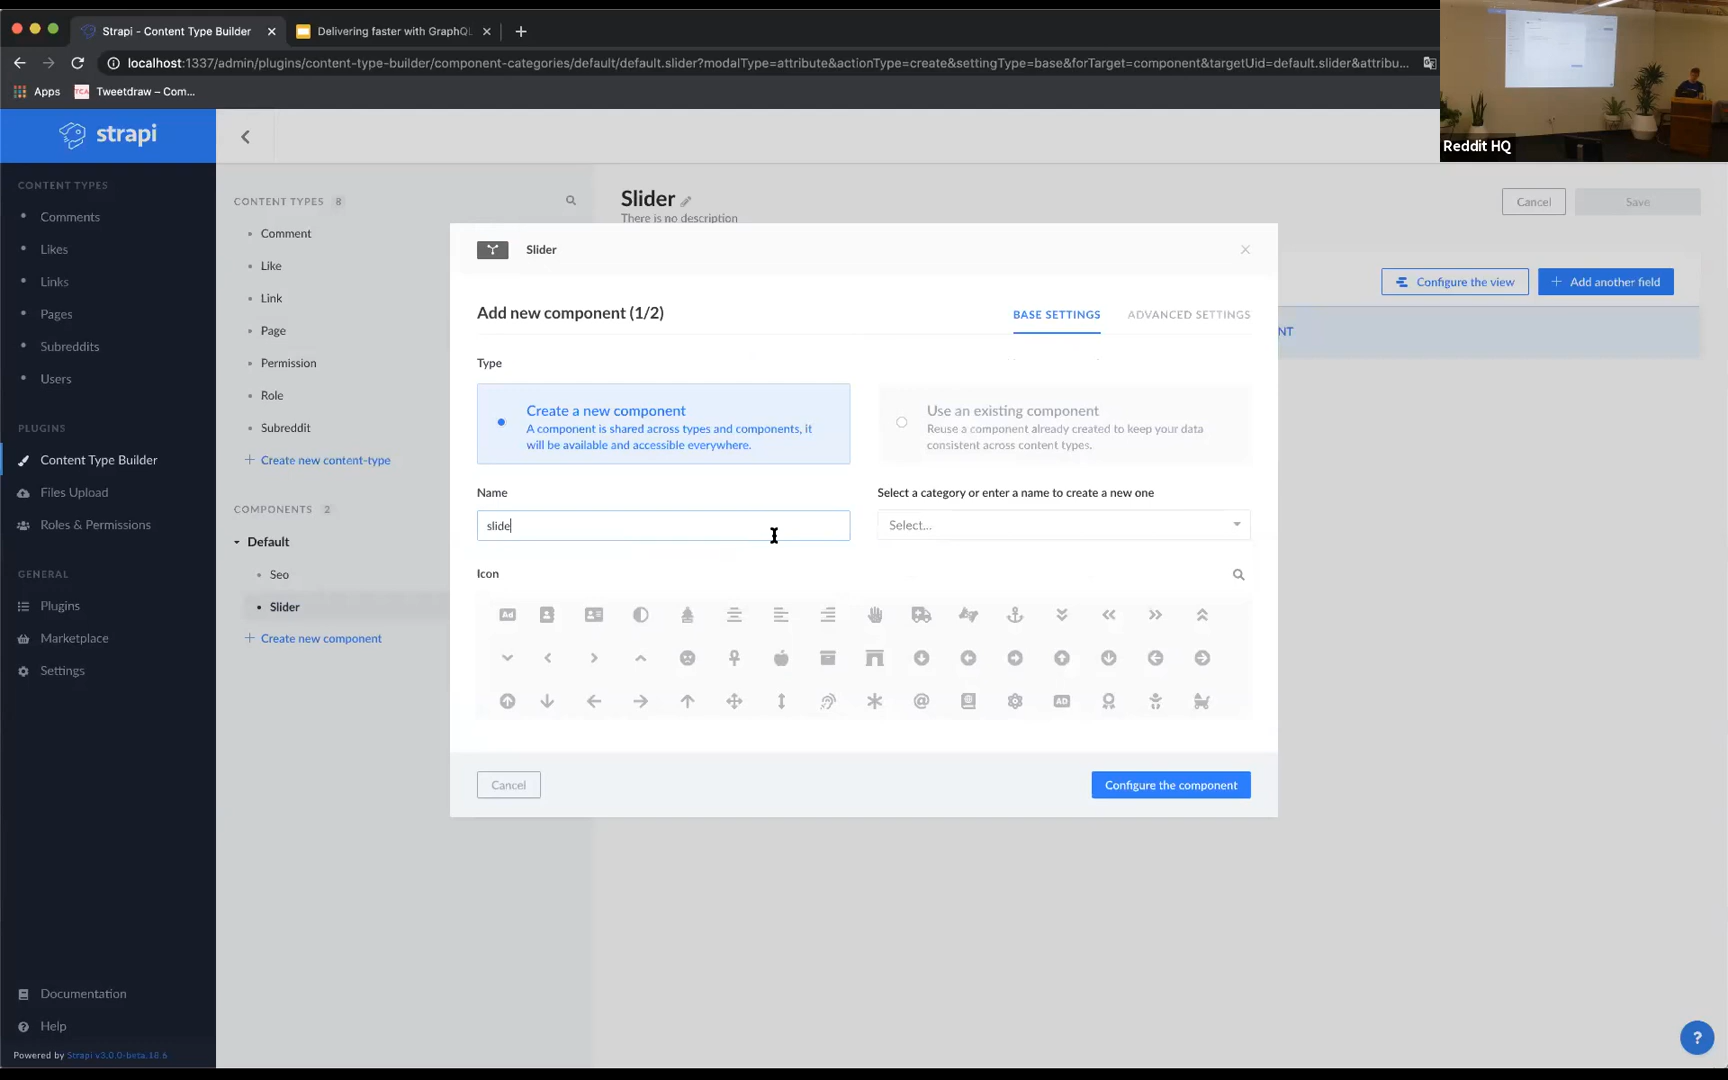 Strapi - Content Type Builder
Delivering faster with GraphQL
localhost:1337/admin/plugins/content-type-builder/component-categories/default/default.slider?modalType=attribute&actionType=create&settingType=base&forTarget=component&targetUid=default.slider&attribu...
Apps
TCA
Tweetdraw – Com...
Reddit HQ
strapi
CONTENT TYPES
Comments
Likes
Links
Pages
Subreddits
Users
PLUGINS
Content Type Builder
Files Upload
Roles & Permissions
GENERAL
Plugins
Marketplace
Settings
Documentation
Help
Powered by Strapi v3.0.0-beta.18.6
CONTENT TYPES 8
Comment
Like
Link
Page
Permission
Role
Subreddit
+ Create new content-type
COMPONENTS 2
Default
Seo
Slider
+ Create new component
Slider
There is no description
Cancel
Save
Configure the view
+ Add another field
NT
Slider
Add new component (1/2)
BASE SETTINGS
ADVANCED SETTINGS
Type
Create a new component
A component is shared across types and components, it
will be available and accessible everywhere.
Use an existing component
Reuse a component already created to keep your data
consistent across content types.
Name
slide
Select a category or enter a name to create a new one
Select...
Icon
Ad
AD
Cancel
Configure the component
?